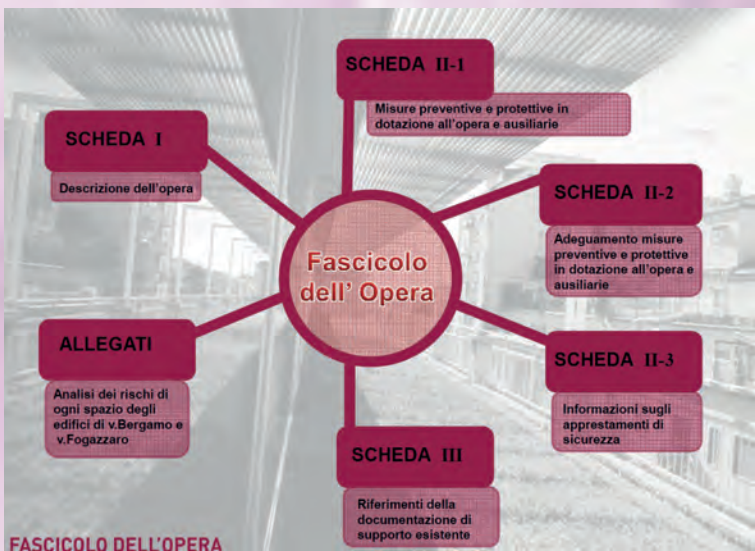 SCHEDA II-1
Misure preventive e protettive in
dotazione all'opera e ausiliarie
SCHEDA I
Descrizione dell'opera
SCHEDA II-2
Adeguamento misure
preventive e protettive
in dotazione all'opera e
ausiliarie
Fascicolo
dell' Opera
ALLEGATI
Analisi dei rischi di
ogni spazio degli
edifici di v.Bergamo e
v.Fogazzaro
SCHEDA II-3
Informazioni sugli
apprestamenti di
sicurezza
SCHEDA III
Riferimenti della
documentazione di
supporto esistente
FASCICOLO DELL'OPERA